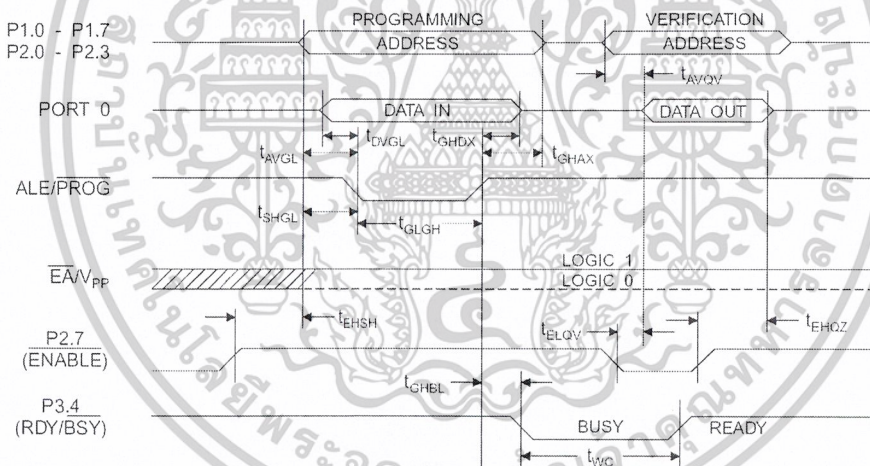 PROGRAMMING
VERIFICATION
P1.0 - P1.7
P2.0 - P2.3
ADDRESS
ADDRESS
tAVQV
PORT 0
DATA IN
DATA OUT
tDVGL
tGHDX
tAVGL
tGHAX
ALE/PROG
tSHGL
tGLGH
LOGIC 1
EA/VPP
LOGIC 0
tEHSH
tELQV
tEHQZ
P2.7
(ENABLE)
tGHBL
P3.4
(RDY/BSY)
BUSY
READY
tWC